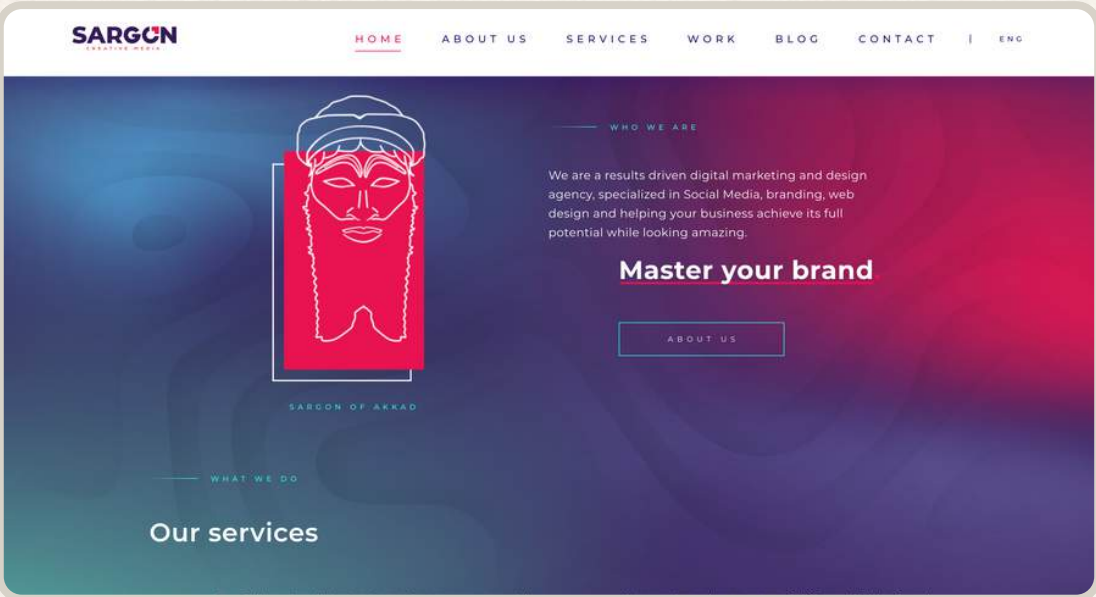 SARGON
CREATIVE MEDIA
HOME ABOUT US SERVICES WORK BLOG CONTACT | ENG
WHO WE ARE
We are a results driven digital marketing and design
agency, specialized in Social Media, branding, web
design and helping your business achieve its full
potential while looking amazing.
Master your brand
ABOUT US
SARGON OF AKKAD
WHAT WE DO
Our services